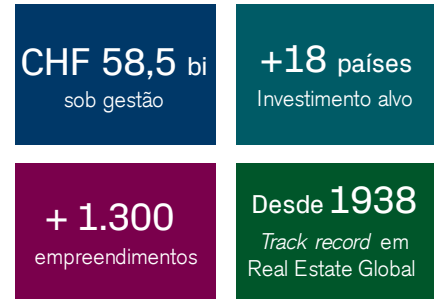 CHF 58,5 bi
sob gestão
+18 países
Investimento alvo
+ 1.300
empreendimentos
Desde 1938
Track record em
Real Estate Global